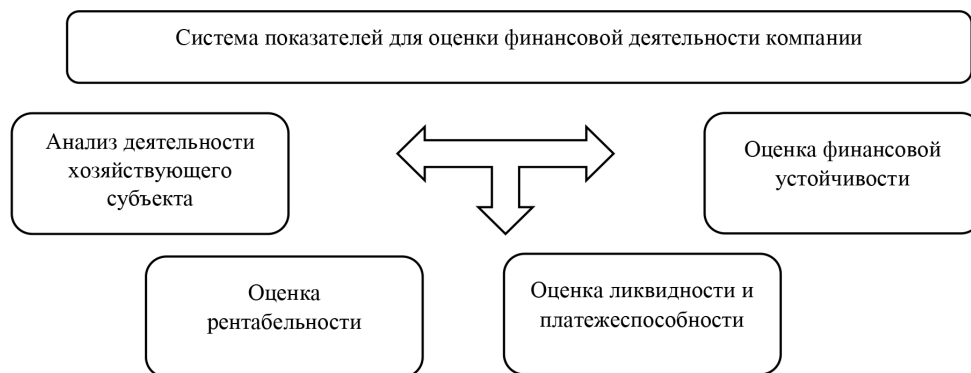 Система показателей для оценки финансовой деятельности компании
Анализ деятельности
хозяйствующего
субъекта
Оценка финансовой
устойчивости
Оценка
рентабельности
Оценка ликвидности и
платежеспособности